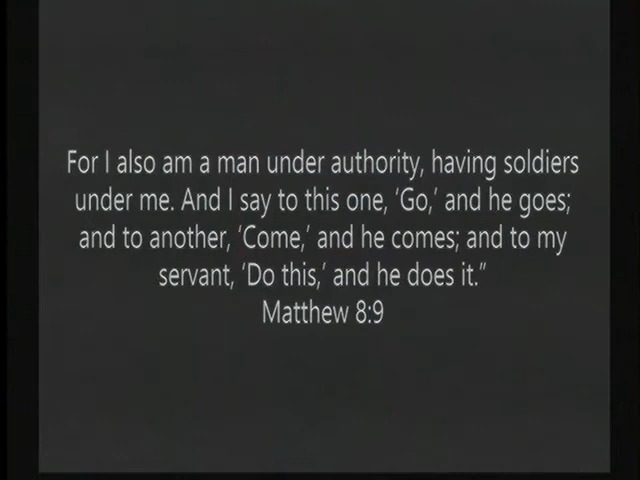 For I also am a man under authority, having soldiers
under me. And I say to this one, ‘Go,’ and he goes;
and to another, ‘Come,’ and he comes; and to my
servant, ‘Do this,’ and he does it.”
Matthew 8:9